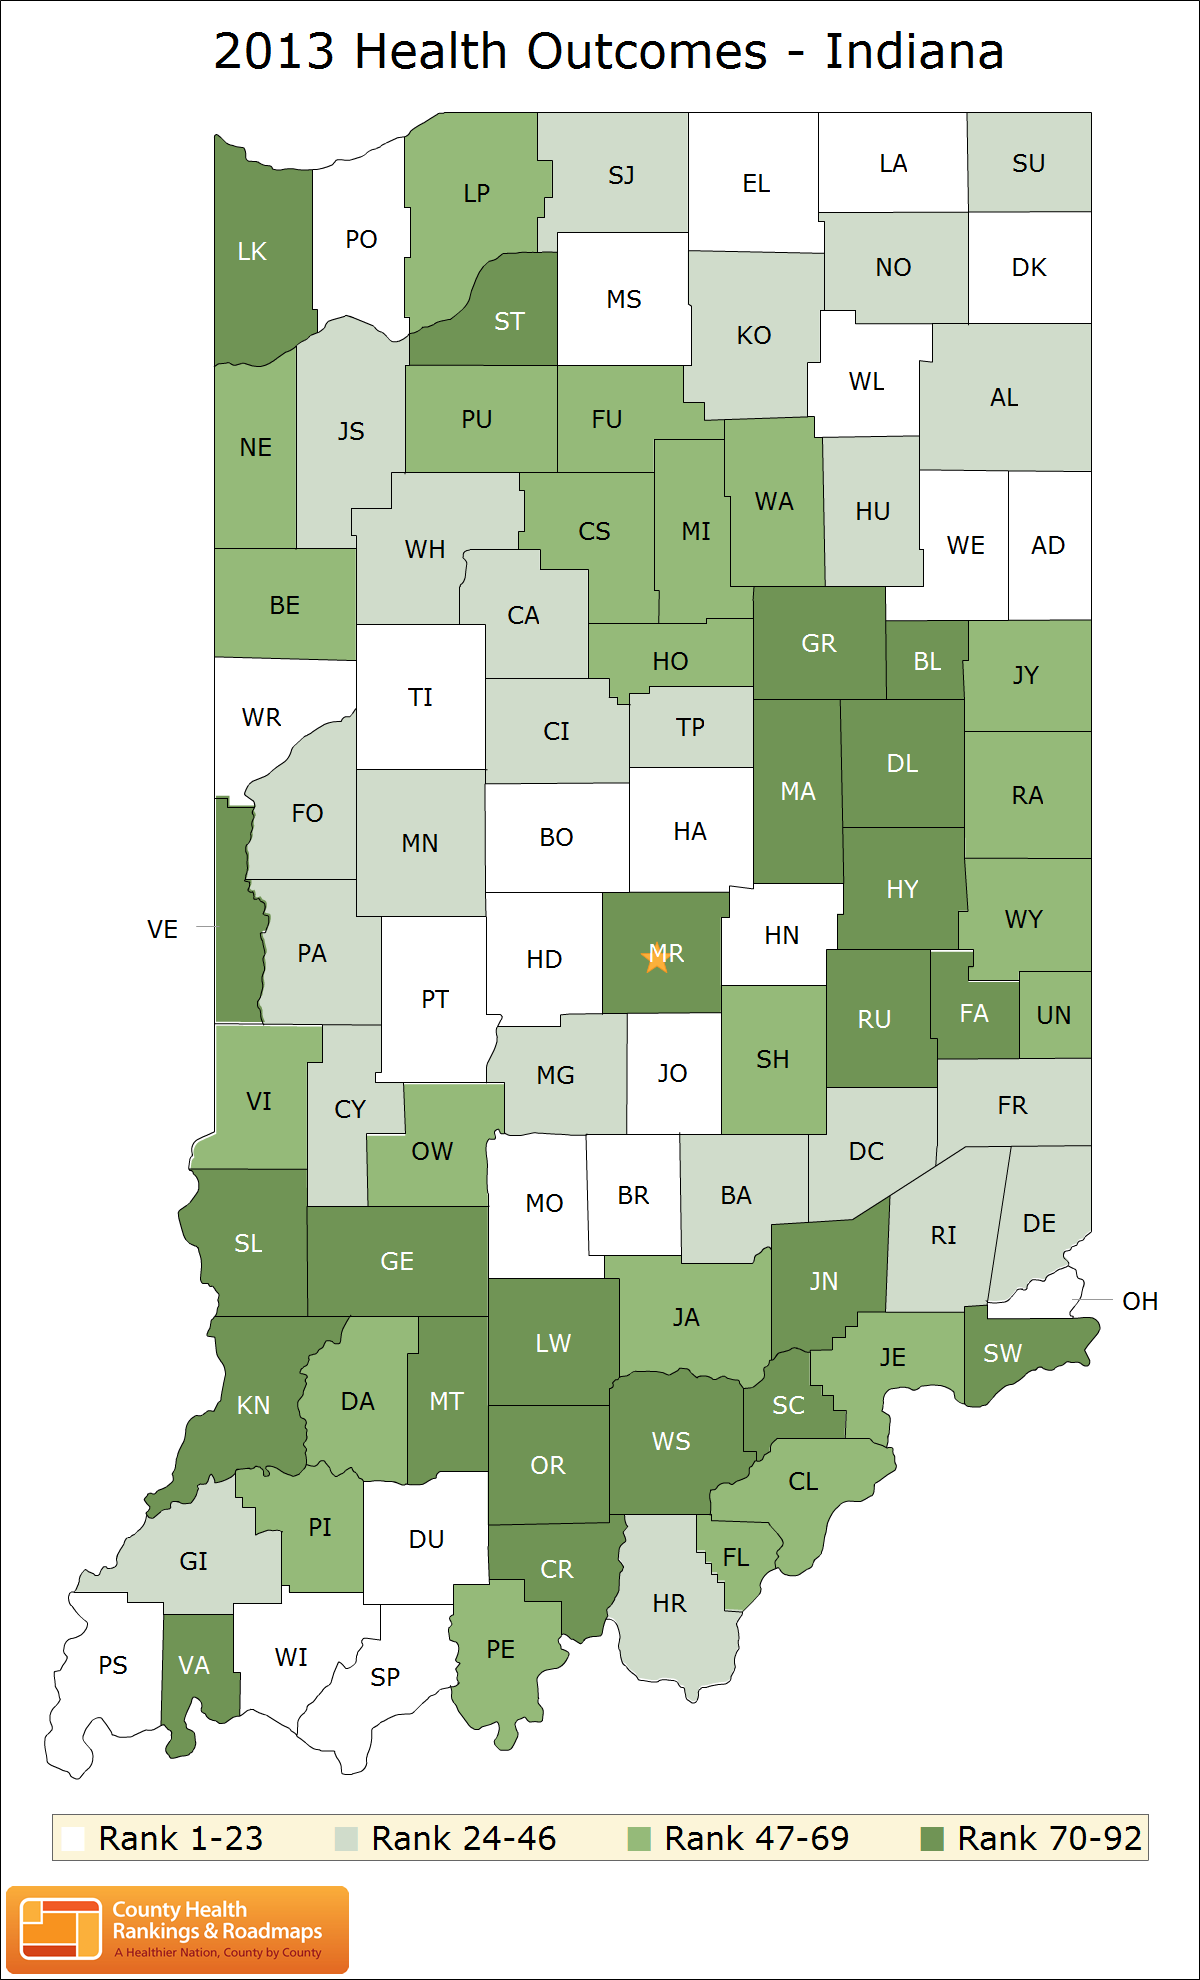 2013 Health Outcomes - Indiana
LA
SU
SJ
EL
LP
PO
LK
NO
DK
MS
ST
KO
WL
AL
PU
FU
JS
NE
WA
HU
CS
MI
WE
AD
WH
BE
CA
GR
HO
BL
JY
TI
WR
TP
CI
DL
MA
RA
FO
HA
BO
MN
HY
WY
VE
HN
PA
MR
HD
PT
FA
UN
RU
SH
JO
MG
VI
CY
FR
OW
DC
BR
BA
MO
DE
RI
SL
GE
JN
OH
JA
LW
SW
JE
DA
MT
KN
SC
WS
OR
CL
PI
DU
FL
GI
CR
HR
PE
WI
PS
VA
SP
Rank 1-23 Rank 24-46 Rank 47-69 Rank 70-92
County Health
Rankings & Roadmaps
A Healthier Nation, County by County